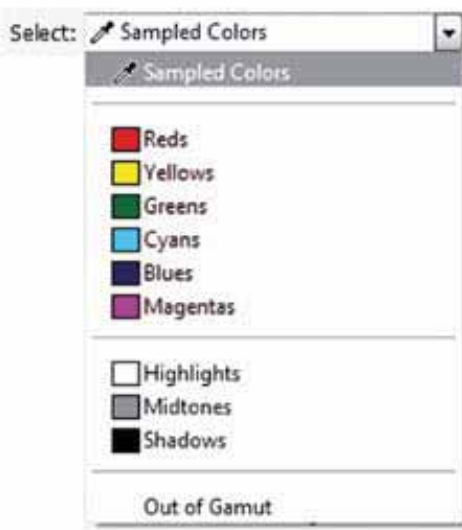 Select: Sampled Colors
Sampled Colors
Reds
Yellows
Greens
Cyans
Blues
Magentas
Highlights
Midtones
Shadows
Out of Gamut